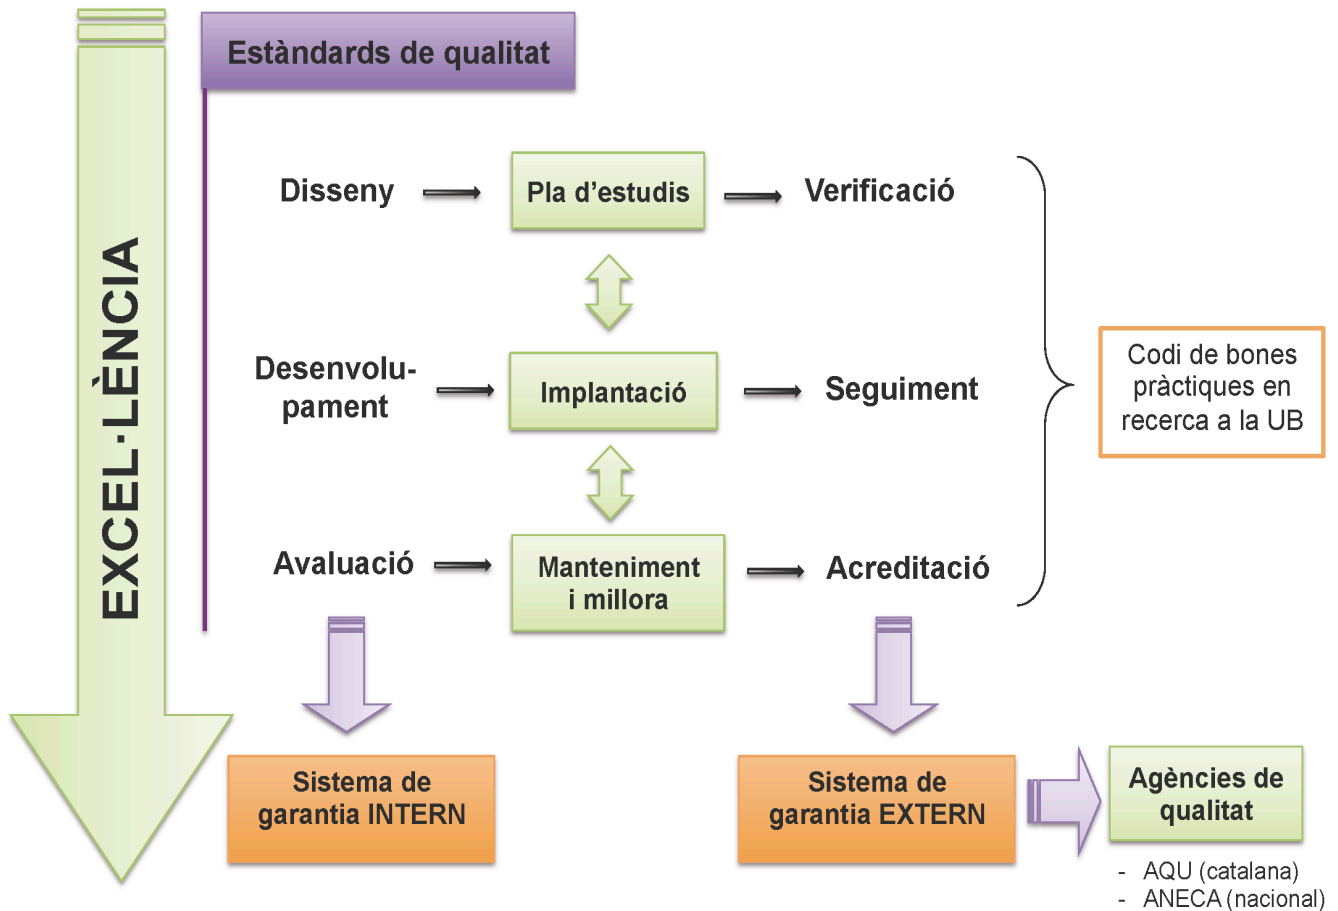 Estàndards de qualitat
EXCEL·LÈNCIA
Disseny
Pla d’estudis
Verificació
Desenvolu-
pament
Implantació
Seguiment
Codi de bones
pràctiques en
recerca a la UB
Avaluació
Manteniment
i millora
Acreditació
Sistema de
garantia INTERN
Sistema de
garantia EXTERN
Agències de
qualitat
- AQU (catalana)
- ANECA (nacional)